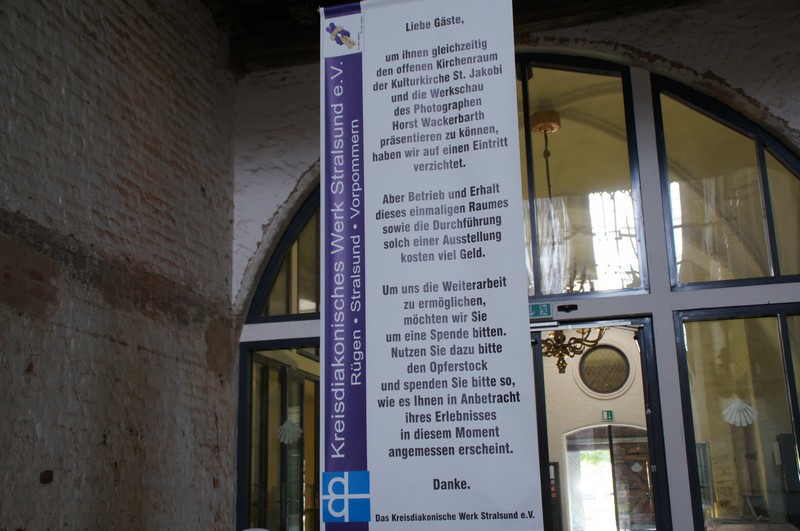 Liebe Gäste,
um ihnen gleichzeitig
den offenen Kirchenraum
der Kulturkirche St. Jakobi
und die Werkschau
des Photographen
Horst Wackerbarth
präsentieren zu können,
haben wir auf einen Eintritt
verzichtet.
Aber Betrieb und Erhalt
dieses einmaligen Raumes
sowie die Durchführung
solch einer Ausstellung
kosten viel Geld.
Um uns die Weiterarbeit
zu ermöglichen,
möchten wir Sie
um eine Spende bitten.
Nutzen Sie dazu bitte
den Opferstock
und spenden Sie bitte so,
wie es Ihnen in Anbetracht
ihres Erlebnisses
in diesem Moment
angemessen erscheint.
Danke.
Das Kreisdiakonische Werk Stralsund e.V.
Kreisdiakonisches Werk Stralsund e.V.
Rügen • Stralsund • Vorpommern